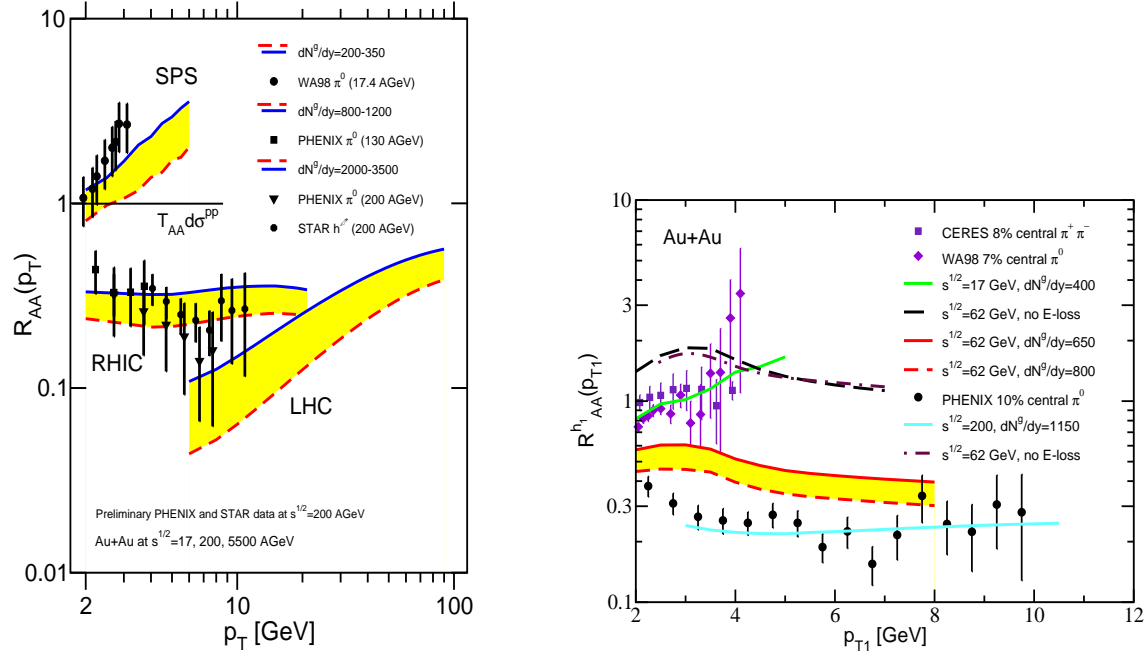 10
1
0.1
0.01
2
10
100
R_AA(p_T)
p_T [GeV]
SPS
RHIC
LHC
T_AA dσ^pp
dN^g/dy=200-350
WA98 π^0 (17.4 AGeV)
dN^g/dy=800-1200
PHENIX π^0 (130 AGeV)
dN^g/dy=2000-3500
PHENIX π^0 (200 AGeV)
STAR h (200 AGeV)
Preliminary PHENIX and STAR data at s^1/2=200 AGeV
Au+Au at s^1/2=17, 200, 5500 AGeV
10
3
1
0.3
0.1
2
4
6
8
10
12
R^h_1_AA(p_T1)
p_T1 [GeV]
Au+Au
CERES 8% central π^+ π^-
WA98 7% central π^0
s^1/2=17 GeV, dN^g/dy=400
s^1/2=62 GeV, no E-loss
s^1/2=62 GeV, dN^g/dy=650
s^1/2=62 GeV, dN^g/dy=800
PHENIX 10% central π^0
s^1/2=200, dN^g/dy=1150
s^1/2=62 GeV, no E-loss